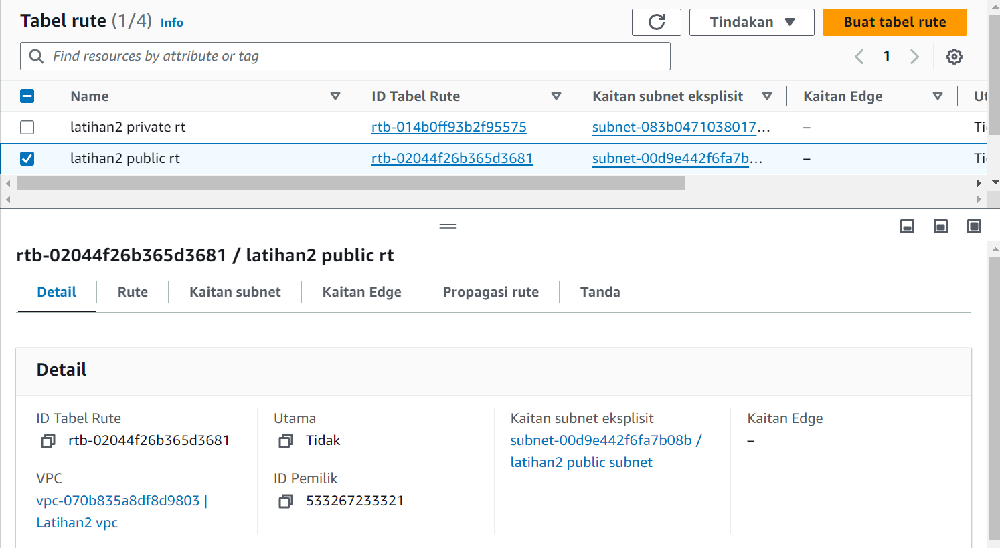 Tabel rute (1/4) Info
Tindakan
Buat tabel rute
Find resources by attribute or tag
1
Name ID Tabel Rute Kaitan subnet eksplisit Kaitan Edge Ut
latihan2 private rt rtb-014b0ff93b2f95575 subnet-083b0471038017... – Tic
latihan2 public rt rtb-02044f26b365d3681 subnet-00d9e442f6fa7b... – Tic
rtb-02044f26b365d3681 / latihan2 public rt
Detail Rute Kaitan subnet Kaitan Edge Propagasi rute Tanda
Detail
ID Tabel Rute
rtb-02044f26b365d3681
VPC
vpc-070b835a8df8d9803 |
Latihan2 vpc
Utama
Tidak
ID Pemilik
533267233321
Kaitan subnet eksplisit
subnet-00d9e442f6fa7b08b /
latihan2 public subnet
Kaitan Edge
–